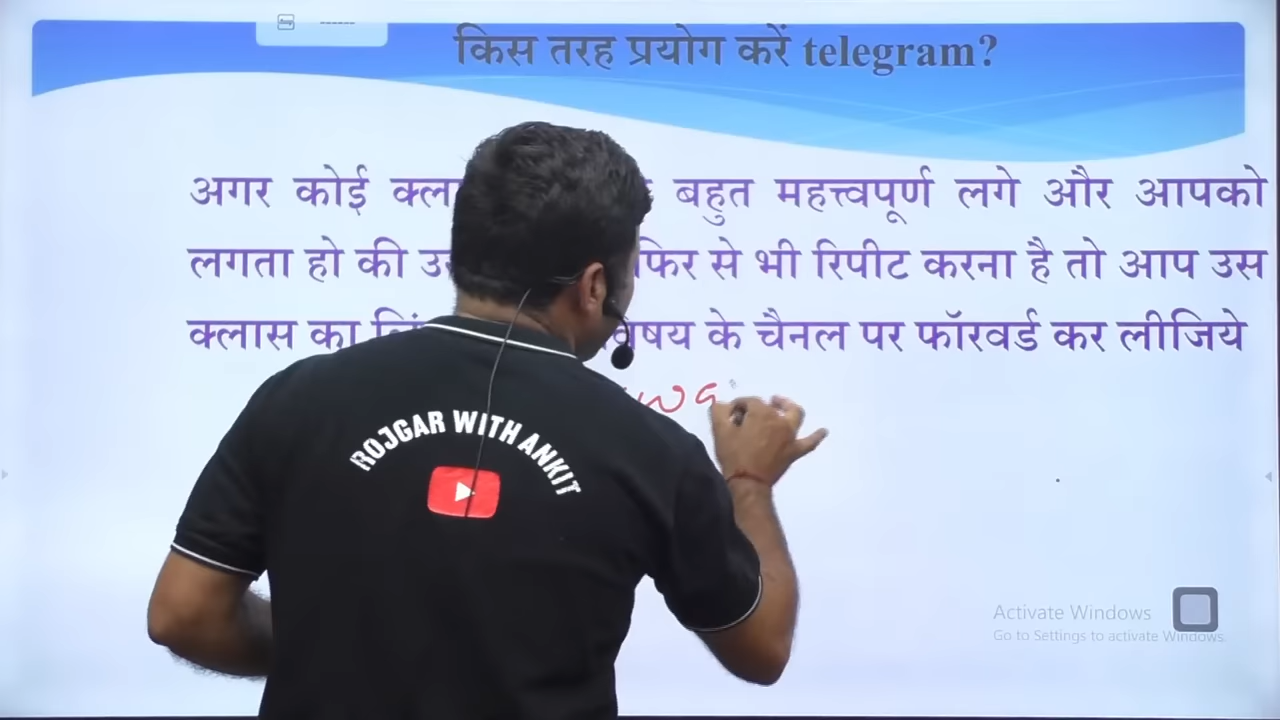 किस तरह प्रयोग करें telegram?
अगर कोई बहुत महत्त्वपूर्ण लगे और आपको
लगता हो की फिर से भी रिपीट करना है तो आप उस
क्लास का के चैनल पर फॉरवर्ड कर लीजिये
ROJGAR WITH ANKIT
Activate Windows
Go to Settings to activate Windows.